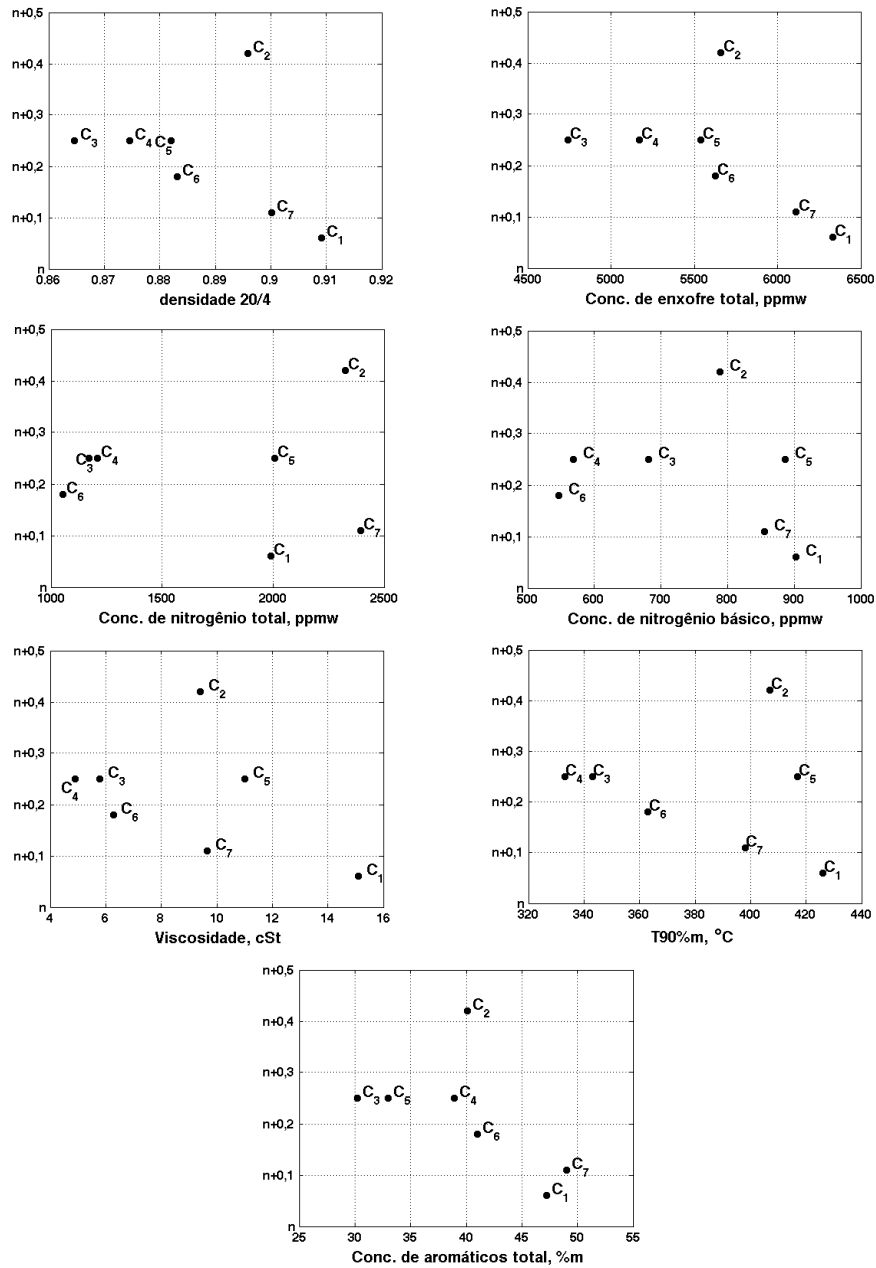 n+0,5
n+0,4
n+0,3
n+0,2
n+0,1
n
C2
C3
C4
C5
C6
C7
C1
0.86 0.87 0.88 0.89 0.9 0.91 0.92
densidade 20/4
n+0,5
n+0,4
n+0,3
n+0,2
n+0,1
n
C2
C3
C4
C5
C6
C7
C1
4500 5000 5500 6000 6500
Conc. de enxofre total, ppmw
n+0,5
n+0,4
n+0,3
n+0,2
n+0,1
n
C2
C3
C4
C5
C6
C7
C1
1000 1500 2000 2500
Conc. de nitrogênio total, ppmw
n+0,5
n+0,4
n+0,3
n+0,2
n+0,1
n
C2
C4
C3
C5
C6
C7
C1
500 600 700 800 900 1000
Conc. de nitrogênio básico, ppmw
n+0,5
n+0,4
n+0,3
n+0,2
n+0,1
n
C2
C4
C3
C5
C6
C7
C1
4 6 8 10 12 14 16
Viscosidade, cSt
n+0,5
n+0,4
n+0,3
n+0,2
n+0,1
n
C2
C4
C3
C5
C6
C7
C1
320 340 360 380 400 420 440
T90%m, °C
n+0,5
n+0,4
n+0,3
n+0,2
n+0,1
n
C2
C3
C5
C4
C6
C7
C1
25 30 35 40 45 50 55
Conc. de aromáticos total, %m